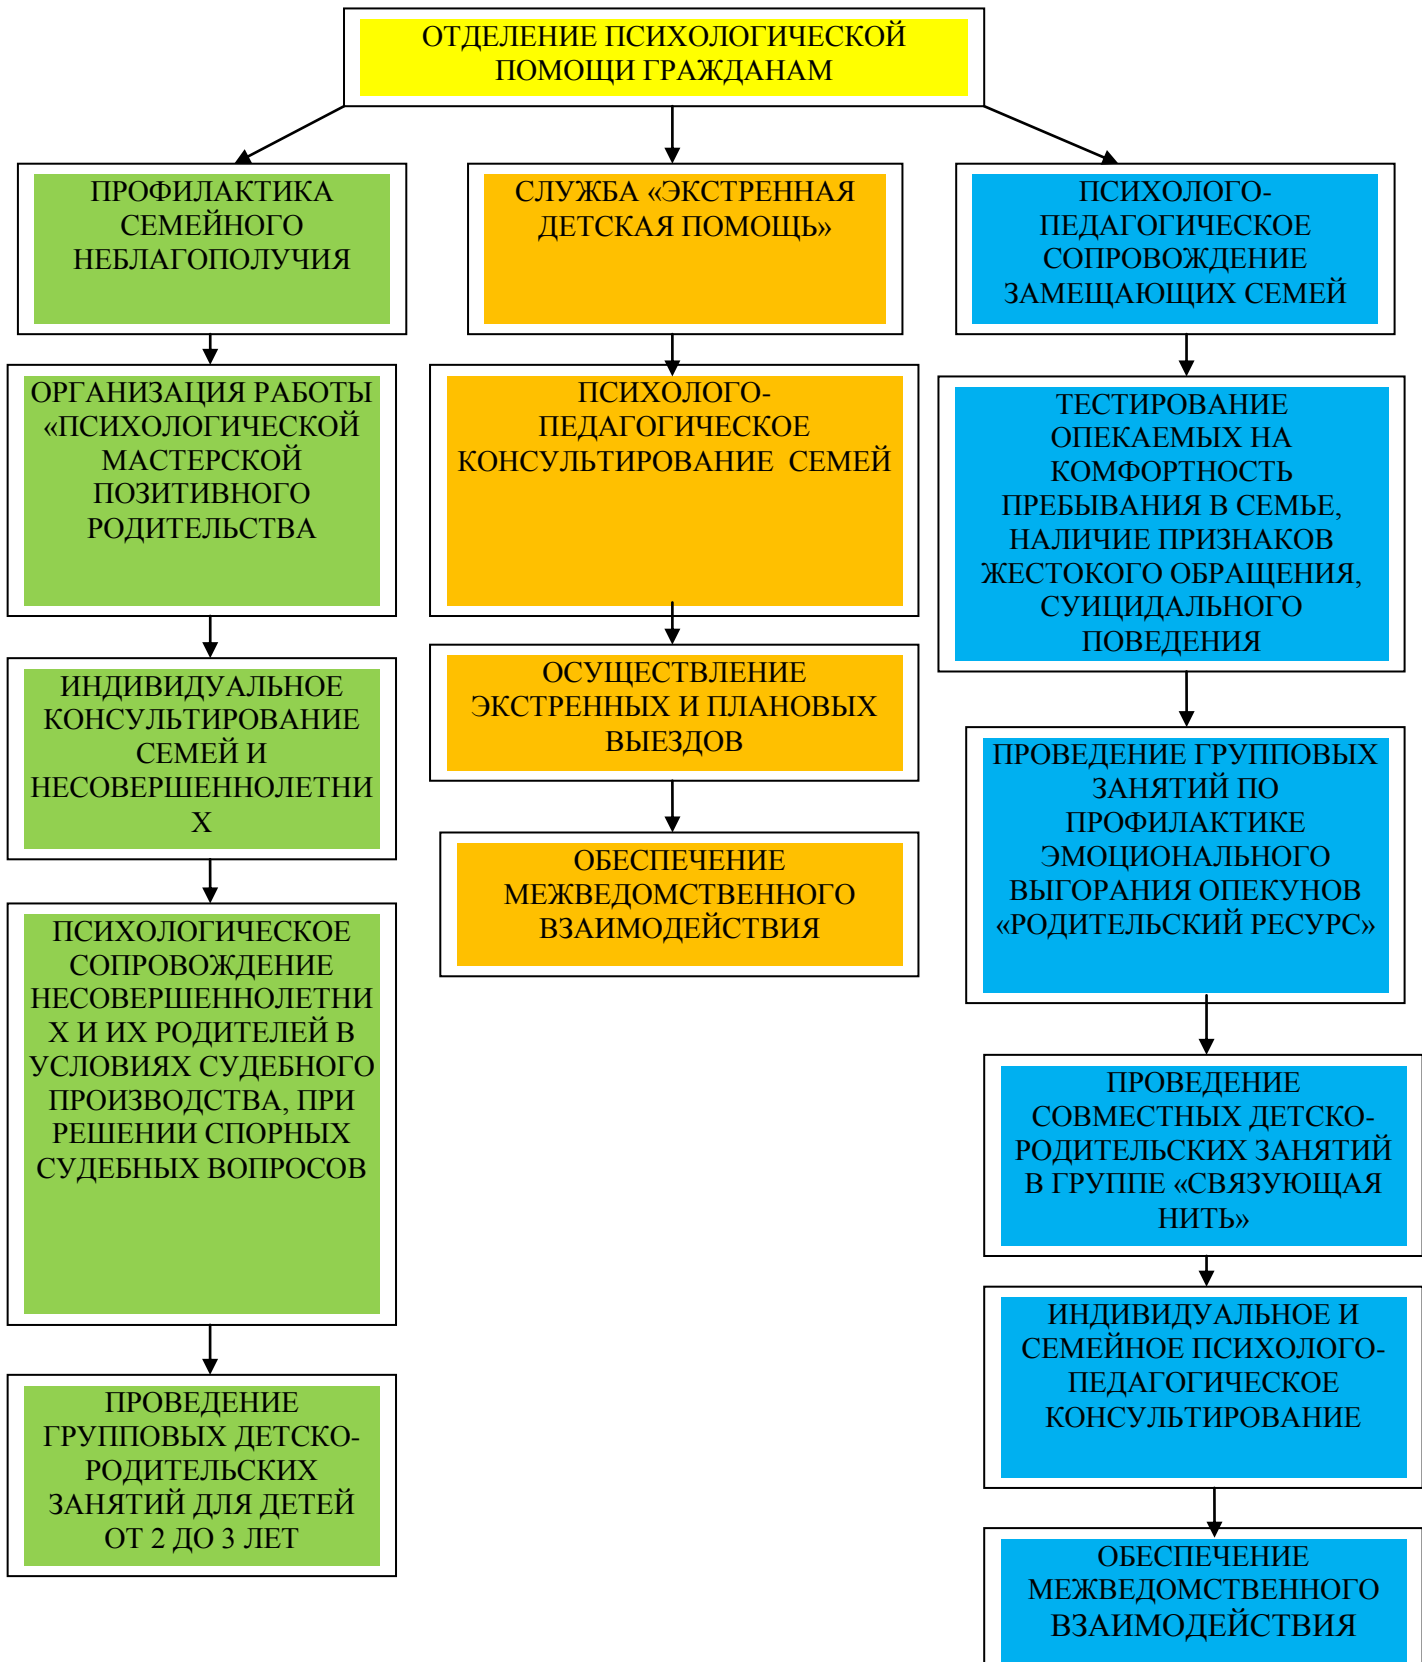 ОТДЕЛЕНИЕ ПСИХОЛОГИЧЕСКОЙ
ПОМОЩИ ГРАЖДАНАМ
ПРОФИЛАКТИКА
СЕМЕЙНОГО
НЕБЛАГОПОЛУЧИЯ
ОРГАНИЗАЦИЯ РАБОТЫ
«ПСИХОЛОГИЧЕСКОЙ
МАСТЕРСКОЙ
ПОЗИТИВНОГО
РОДИТЕЛЬСТВА
ИНДИВИДУАЛЬНОЕ
КОНСУЛЬТИРОВАНИЕ
СЕМЕЙ И
НЕСОВЕРШЕННОЛЕТНИ
Х
ПСИХОЛОГИЧЕСКОЕ
СОПРОВОЖДЕНИЕ
НЕСОВЕРШЕННОЛЕТНИ
Х И ИХ РОДИТЕЛЕЙ В
УСЛОВИЯХ СУДЕБНОГО
ПРОИЗВОДСТВА, ПРИ
РЕШЕНИИ СПОРНЫХ
СУДЕБНЫХ ВОПРОСОВ
ПРОВЕДЕНИЕ
ГРУППОВЫХ ДЕТСКО-
РОДИТЕЛЬСКИХ
ЗАНЯТИЙ ДЛЯ ДЕТЕЙ
ОТ 2 ДО 3 ЛЕТ
СЛУЖБА «ЭКСТРЕННАЯ
ДЕТСКАЯ ПОМОЩЬ»
ПСИХОЛОГО-
ПЕДАГОГИЧЕСКОЕ
КОНСУЛЬТИРОВАНИЕ СЕМЕЙ
ОСУЩЕСТВЛЕНИЕ
ЭКСТРЕННЫХ И ПЛАНОВЫХ
ВЫЕЗДОВ
ОБЕСПЕЧЕНИЕ
МЕЖВЕДОМСТВЕННОГО
ВЗАИМОДЕЙСТВИЯ
ПСИХОЛОГО-
ПЕДАГОГИЧЕСКОЕ
СОПРОВОЖДЕНИЕ
ЗАМЕЩАЮЩИХ СЕМЕЙ
ТЕСТИРОВАНИЕ
ОПЕКАЕМЫХ НА
КОМФОРТНОСТЬ
ПРЕБЫВАНИЯ В СЕМЬЕ,
НАЛИЧИЕ ПРИЗНАКОВ
ЖЕСТОКОГО ОБРАЩЕНИЯ,
СУИЦИДАЛЬНОГО
ПОВЕДЕНИЯ
ПРОВЕДЕНИЕ ГРУППОВЫХ
ЗАНЯТИЙ ПО
ПРОФИЛАКТИКЕ
ЭМОЦИОНАЛЬНОГО
ВЫГОРАНИЯ ОПЕКУНОВ
«РОДИТЕЛЬСКИЙ РЕСУРС»
ПРОВЕДЕНИЕ
СОВМЕСТНЫХ ДЕТСКО-
РОДИТЕЛЬСКИХ ЗАНЯТИЙ
В ГРУППЕ «СВЯЗУЮЩАЯ
НИТЬ»
ИНДИВИДУАЛЬНОЕ И
СЕМЕЙНОЕ ПСИХОЛОГО-
ПЕДАГОГИЧЕСКОЕ
КОНСУЛЬТИРОВАНИЕ
ОБЕСПЕЧЕНИЕ
МЕЖВЕДОМСТВЕННОГО
ВЗАИМОДЕЙСТВИЯ